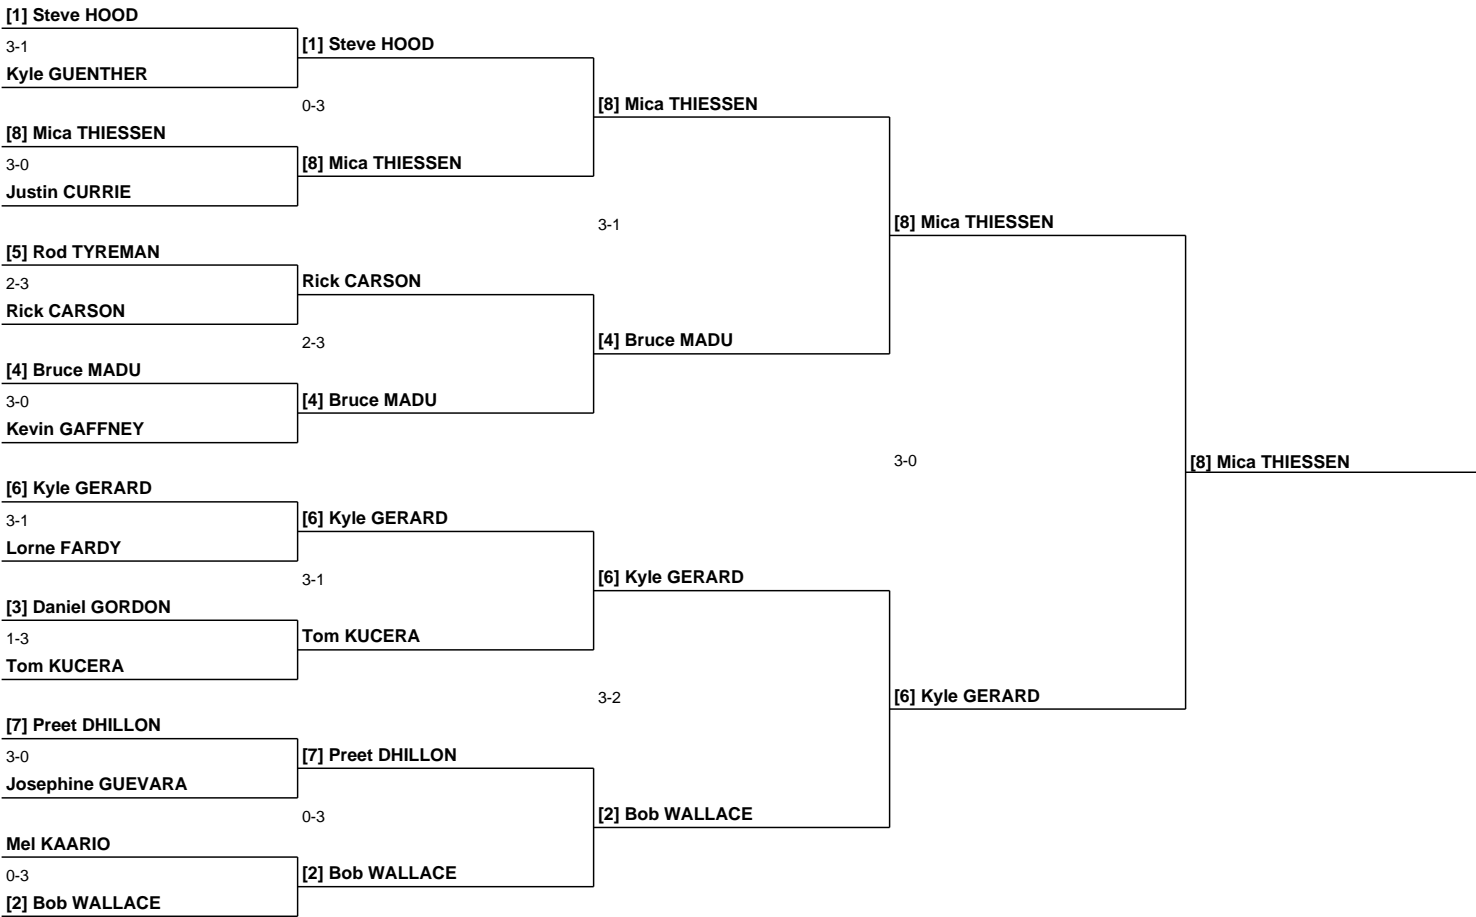 [1] Steve HOOD
3-1
Kyle GUENTHER
[8] Mica THIESSEN
3-0
Justin CURRIE
[5] Rod TYREMAN
2-3
Rick CARSON
[4] Bruce MADU
3-0
Kevin GAFFNEY
[6] Kyle GERARD
3-1
Lorne FARDY
[3] Daniel GORDON
1-3
Tom KUCERA
[7] Preet DHILLON
3-0
Josephine GUEVARA
Mel KAARIO
0-3
[2] Bob WALLACE
[1] Steve HOOD
0-3
[8] Mica THIESSEN
Rick CARSON
2-3
[4] Bruce MADU
[6] Kyle GERARD
3-1
Tom KUCERA
[7] Preet DHILLON
0-3
[2] Bob WALLACE
[8] Mica THIESSEN
3-1
[4] Bruce MADU
[6] Kyle GERARD
3-2
[2] Bob WALLACE
[8] Mica THIESSEN
3-0
[6] Kyle GERARD
[8] Mica THIESSEN